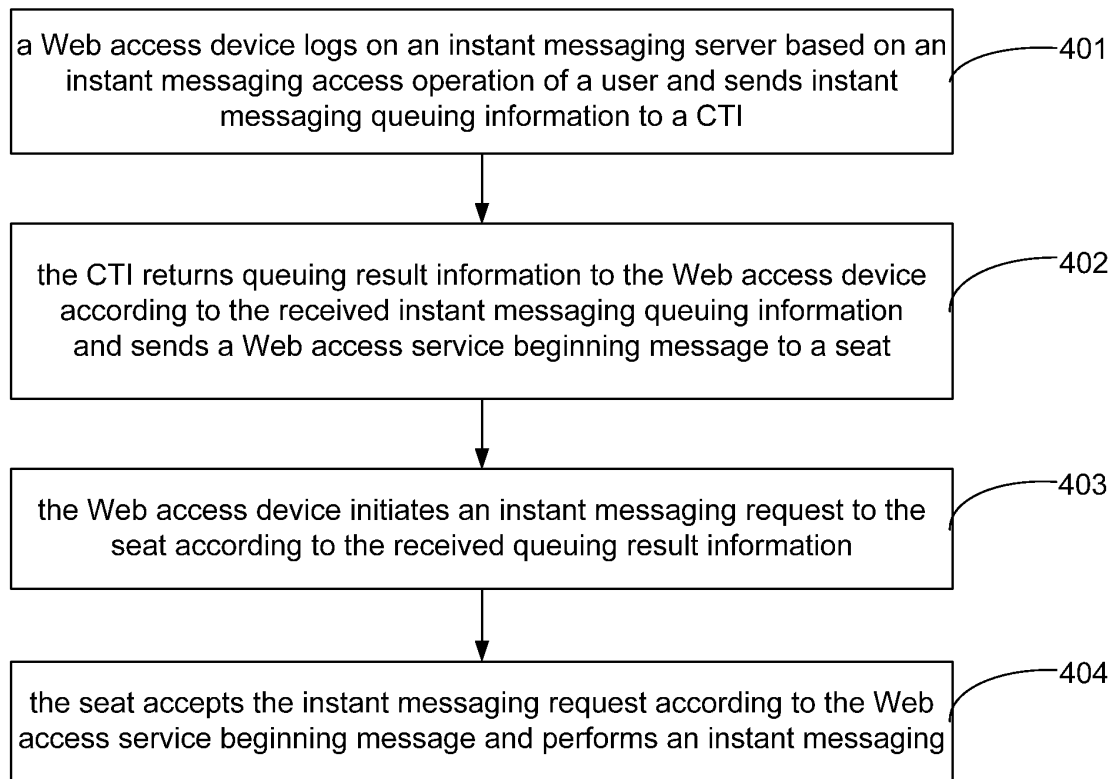 a Web access device logs on an instant messaging server based on an
instant messaging access operation of a user and sends instant
messaging queuing information to a CTI
401
the CTI returns queuing result information to the Web access device
according to the received instant messaging queuing information
and sends a Web access service beginning message to a seat
402
the Web access device initiates an instant messaging request to the
seat according to the received queuing result information
403
the seat accepts the instant messaging request according to the Web
access service beginning message and performs an instant messaging
404